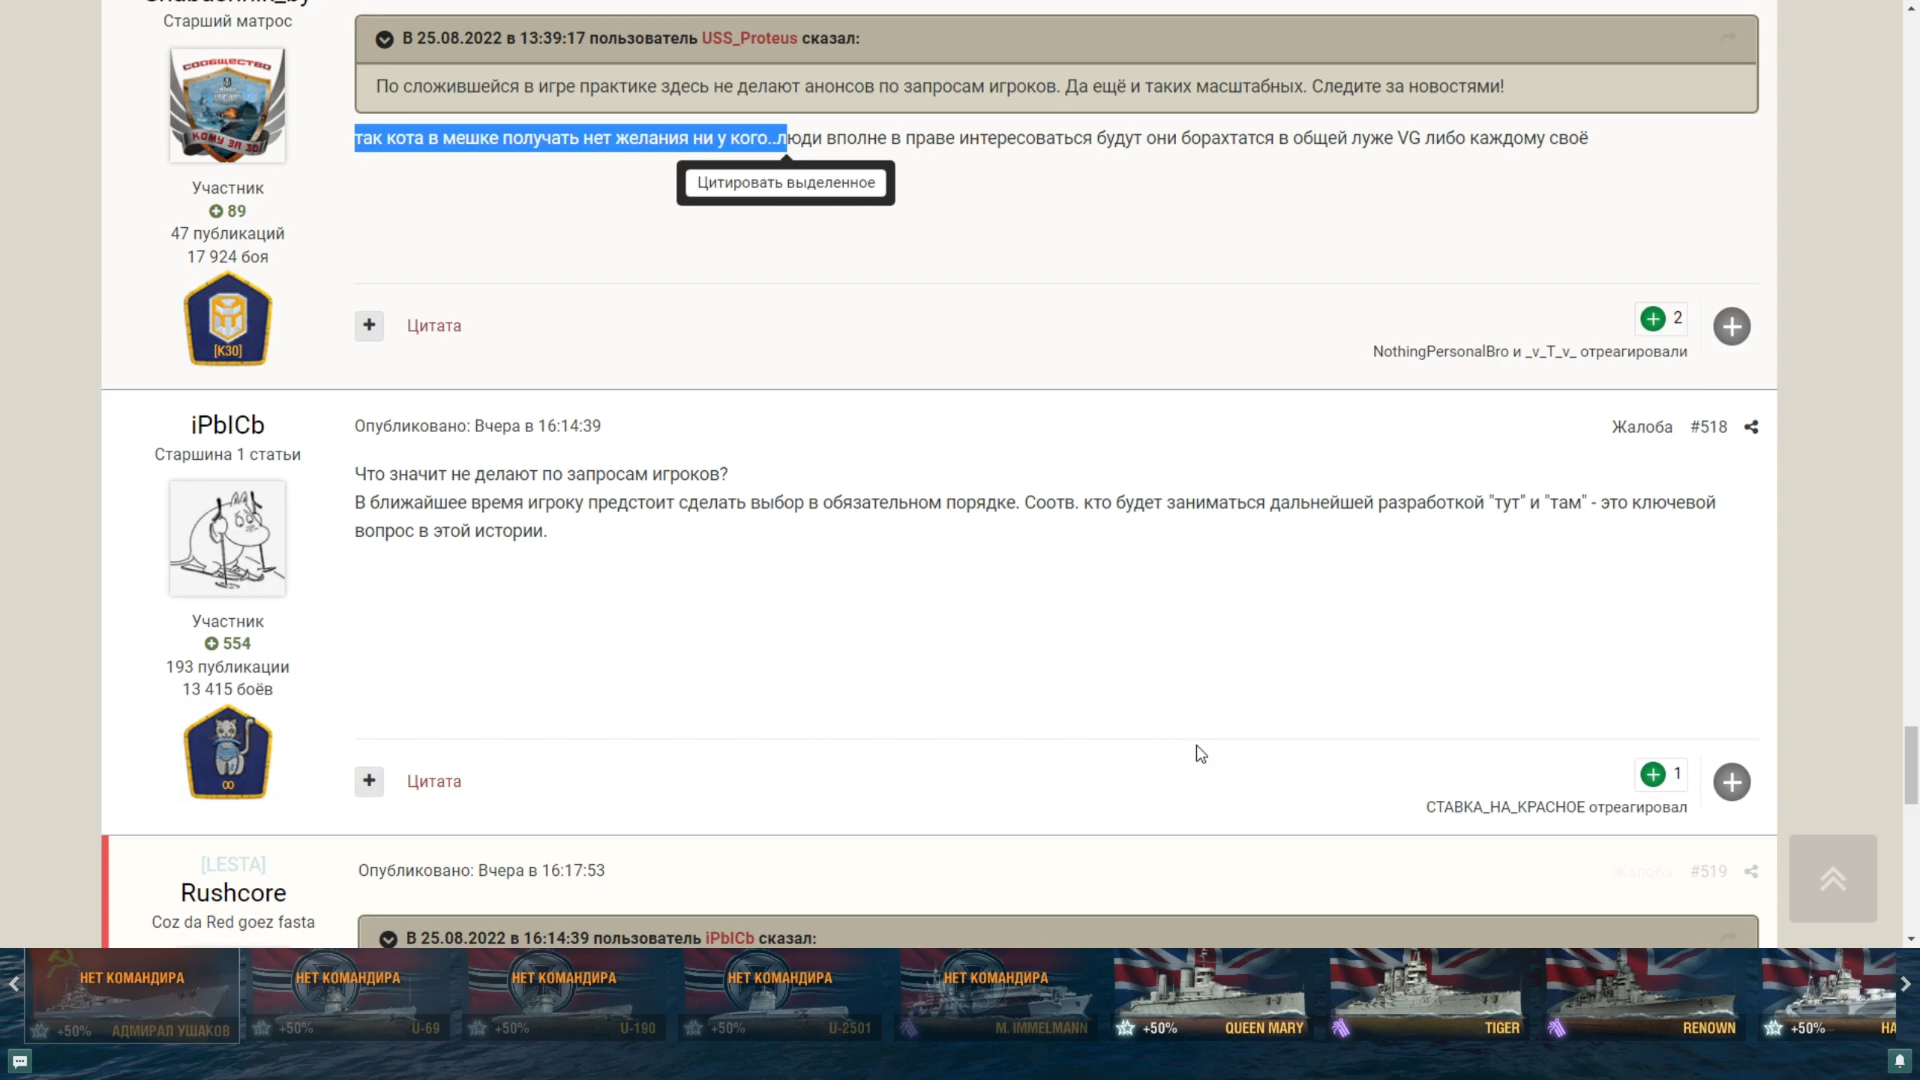 Старший матрос
В 25.08.2022 в 13:39:17 пользователь USS_Proteus сказал:
По сложившейся в игре практике здесь не делают анонсов по запросам игроков. Да ещё и таких масштабных. Следите за новостями!
СООБЩЕСТВО
КОМУ ЗА 30!
так кота в мешке получать нет желания ни у кого..люди вполне в праве интересоваться будут они борахтатся в общей луже VG либо каждому своё
Цитировать выделенное
Участник
89
47 публикаций
17 924 боя
[K30]
Цитата
2
NothingPersonalBro и _v_T_v_ отреагировали
iPbICb
Старшина 1 статьи
Опубликовано: Вчера в 16:14:39
Жалоба #518
Что значит не делают по запросам игроков?
В ближайшее время игроку предстоит сделать выбор в обязательном порядке. Соотв. кто будет заниматься дальнейшей разработкой "тут" и "там" - это ключевой
вопрос в этой истории.
Участник
554
193 публикации
13 415 боёв
Цитата
1
СТАВКА_НА_КРАСНОЕ отреагировал
[LESTA]
Rushcore
Coz da Red goez fasta
Опубликовано: Вчера в 16:17:53
Жалоба #519
В 25.08.2022 в 16:14:39 пользователь iPbICb сказал:
НЕТ КОМАНДИРА
+50% АДМИРАЛ УШАКОВ
НЕТ КОМАНДИРА
+50% U-69
НЕТ КОМАНДИРА
+50% U-190
НЕТ КОМАНДИРА
+50% U-2501
НЕТ КОМАНДИРА
M. IMMELMANN
+50% QUEEN MARY
TIGER
RENOWN
+50% HA